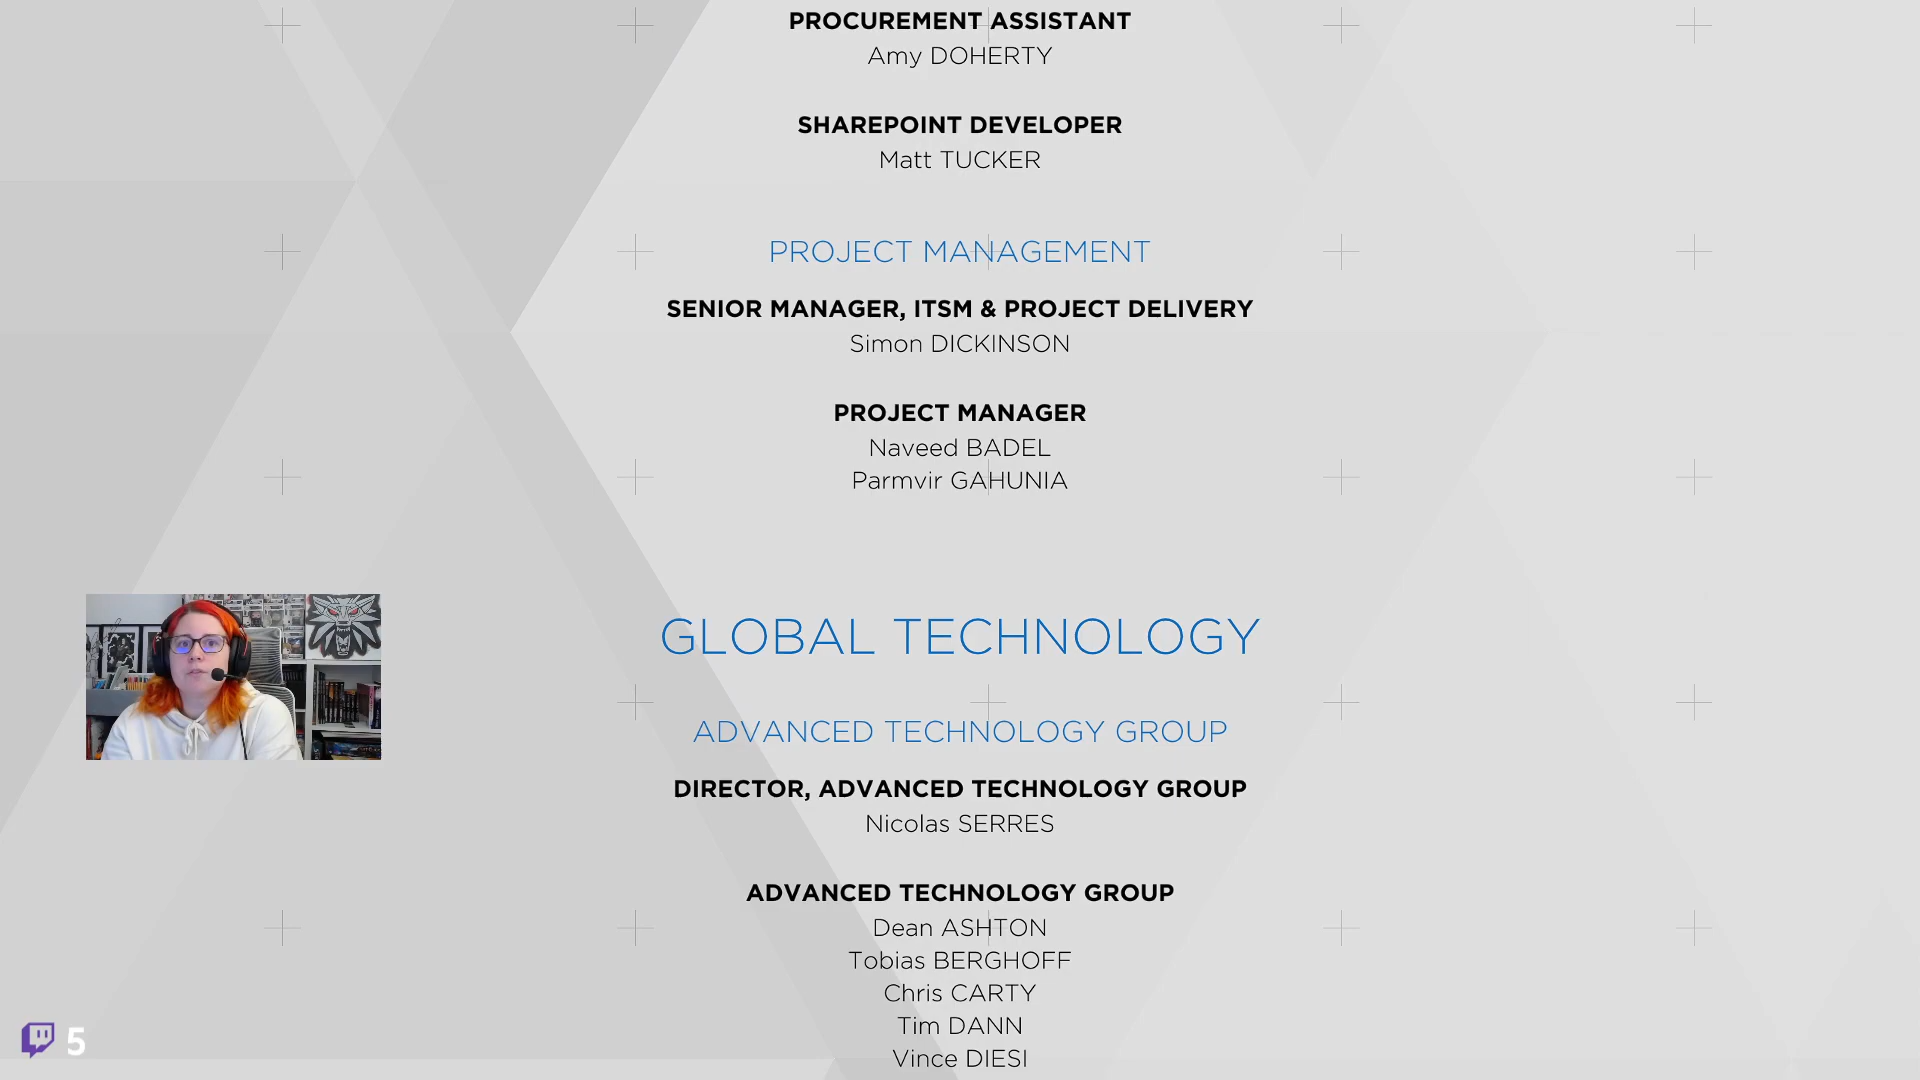 PROCUREMENT ASSISTANT
Amy DOHERTY
SHAREPOINT DEVELOPER
Matt TUCKER
PROJECT MANAGEMENT
SENIOR MANAGER, ITSM & PROJECT DELIVERY
Simon DICKINSON
PROJECT MANAGER
Naveed BADEL
Parmvir GAHUNIA
GLOBAL TECHNOLOGY
ADVANCED TECHNOLOGY GROUP
DIRECTOR, ADVANCED TECHNOLOGY GROUP
Nicolas SERRES
ADVANCED TECHNOLOGY GROUP
Dean ASHTON
Tobias BERGHOFF
Chris CARTY
Tim DANN
Vince DIESI
5